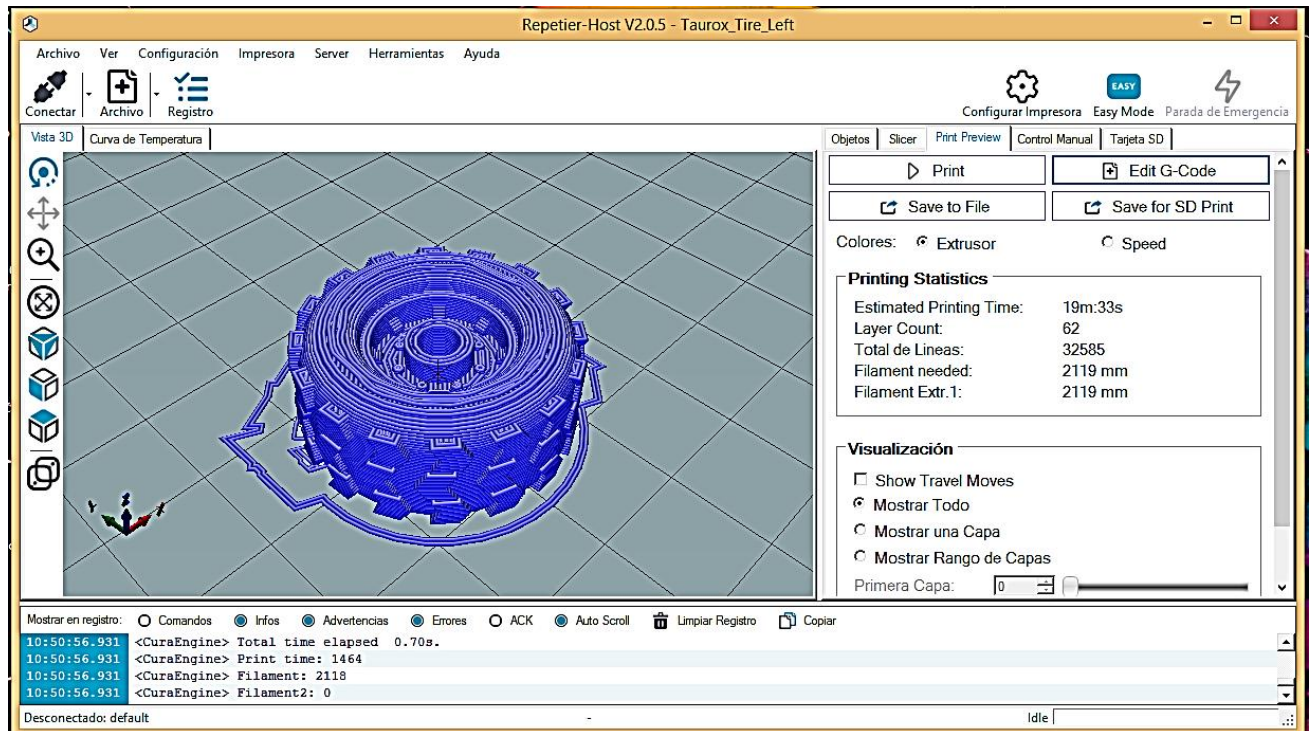 Repetier-Host V2.0.5 - Taurox_Tire_Left
Archivo Ver Configuración Impresora Server Herramientas Ayuda
Conectar Archivo Registro Configurar Impresora EASY Easy Mode Parada de Emergencia
Vista 3D Curva de Temperatura
Objetos Slicer Print Preview Control Manual Tarjeta SD
Print Edit G-Code
Save to File Save for SD Print
Colores: Extrusor Speed
Printing Statistics
Estimated Printing Time: 19m:33s
Layer Count: 62
Total de Lineas: 32585
Filament needed: 2119 mm
Filament Extr.1: 2119 mm
Visualización
Show Travel Moves
Mostrar Todo
Mostrar una Capa
Mostrar Rango de Capas
Primera Capa: 0
Y Z X
Mostrar en registro: Comandos Infos Advertencias Errores ACK Auto Scroll Limpiar Registro Copiar
10:50:56.931 <CuraEngine> Total time elapsed 0.70s.
10:50:56.931 <CuraEngine> Print time: 1464
10:50:56.931 <CuraEngine> Filament: 2118
10:50:56.931 <CuraEngine> Filament2: 0
Desconectado: default - Idle